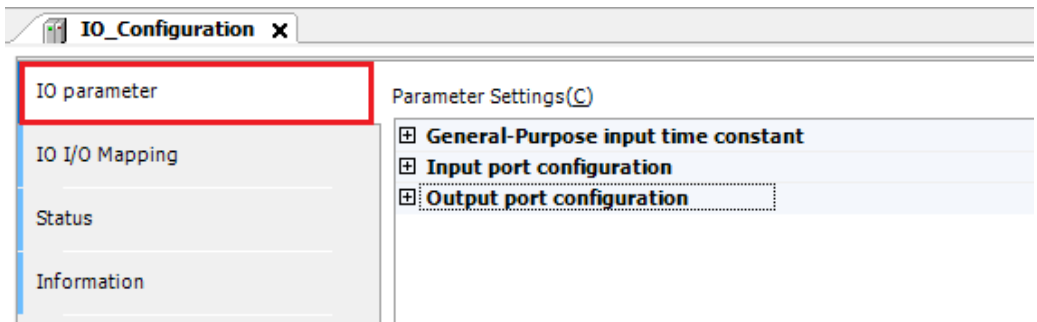 IO_Configuration x
IO parameter
IO I/O Mapping
Status
Information
Parameter Settings(C)
General-Purpose input time constant
Input port configuration
Output port configuration